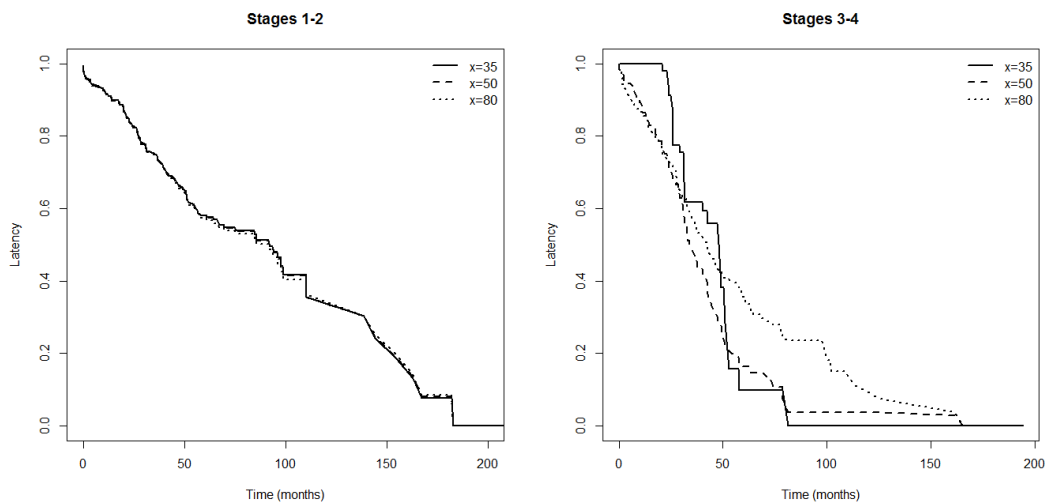 Stages 1-2
x=35
x=50
x=80
Latency
0.0 0.2 0.4 0.6 0.8 1.0
0 50 100 150 200
Time (months)
Stages 3-4
x=35
x=50
x=80
Latency
0.0 0.2 0.4 0.6 0.8 1.0
0 50 100 150 200
Time (months)